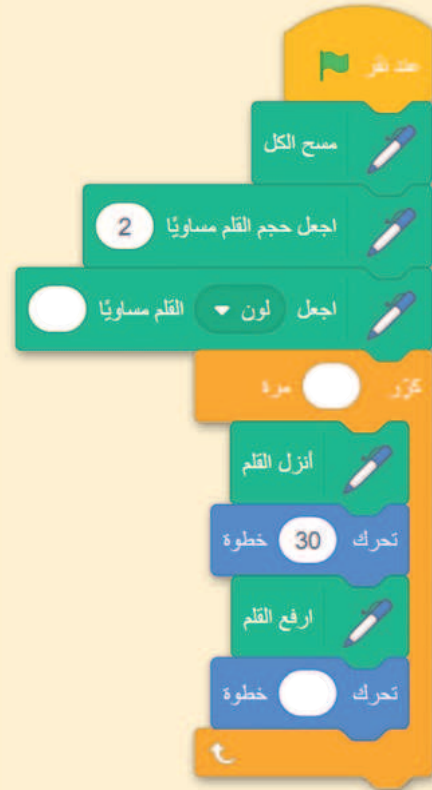 عند نقر
مسح الكل
اجعل حجم القلم مساويًا 2
اجعل لون القلم مساويًا
كرّر مرة
أنزل القلم
تحرك 30 خطوة
ارفع القلم
تحرك خطوة